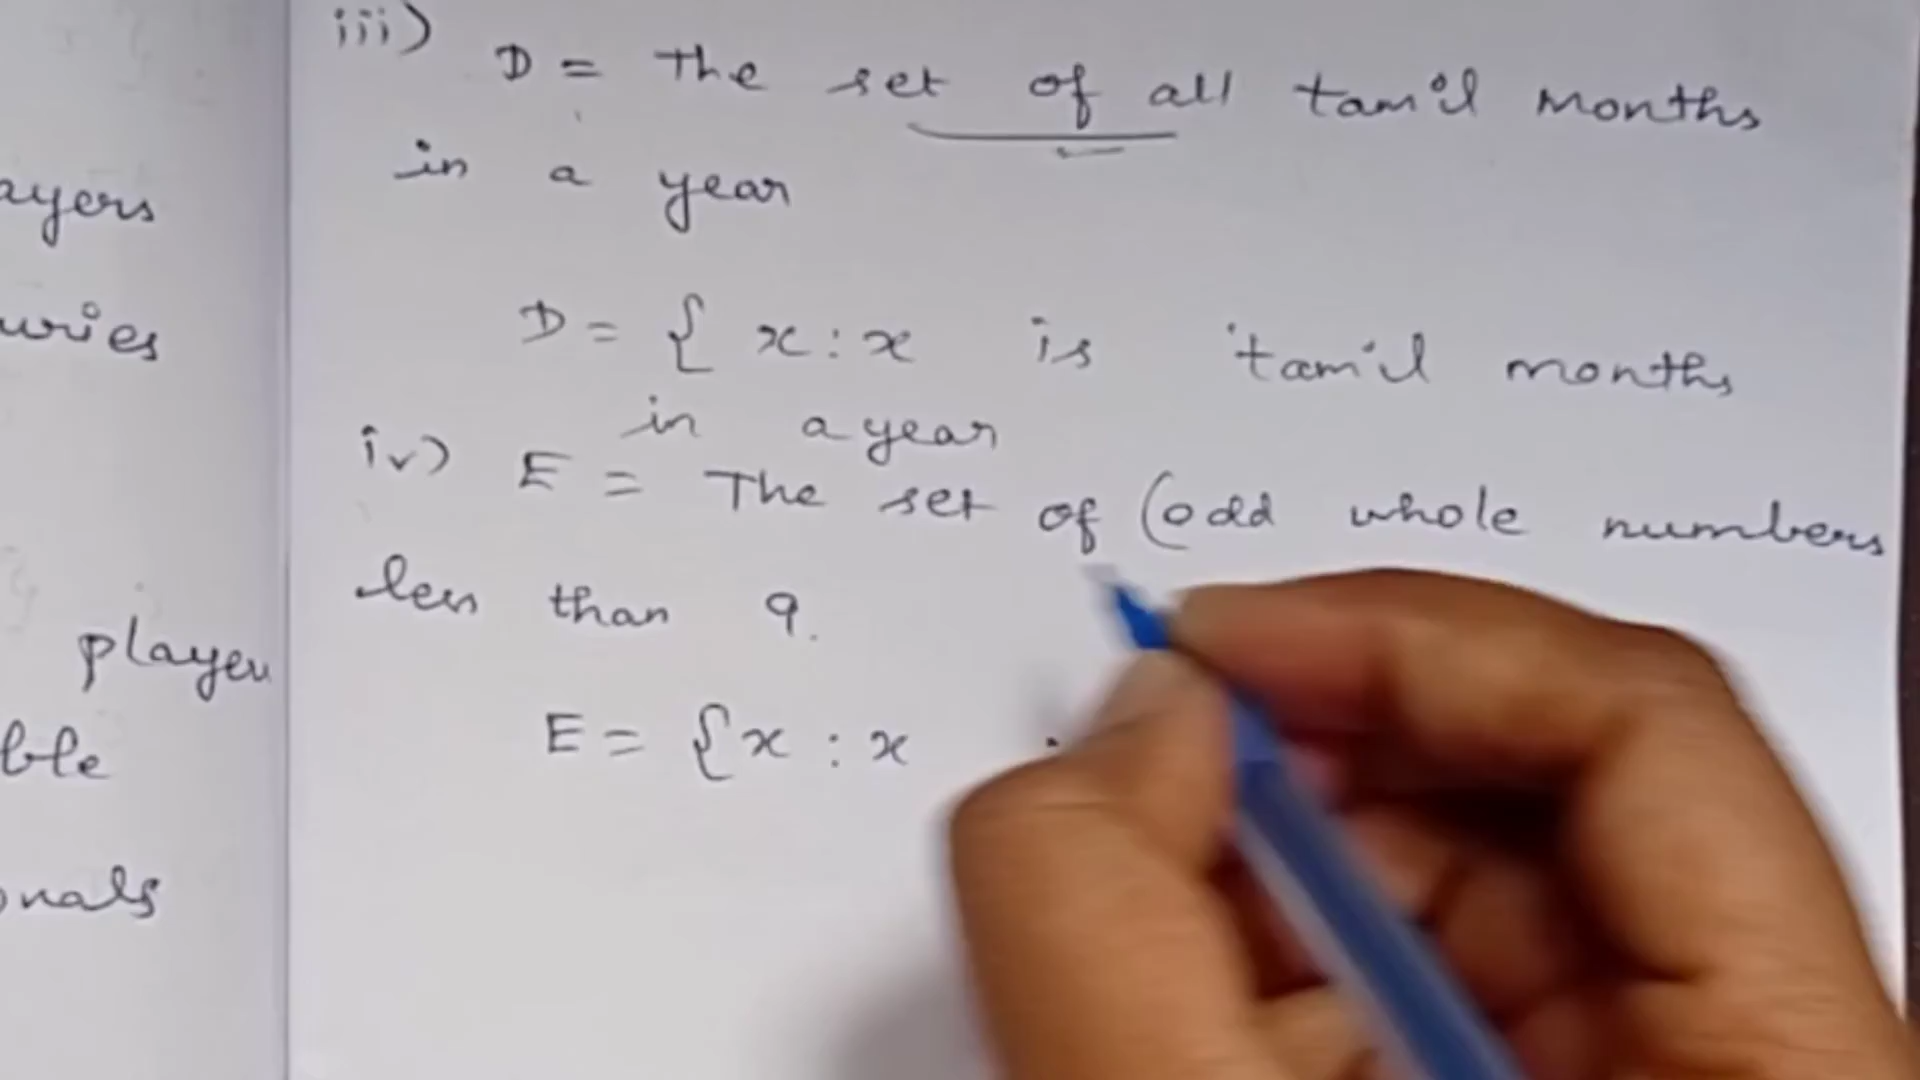 iii)
D = The set of all tamil months
in a year
D = { x : x is tamil months
in a year
iv) E = The set of (odd whole numbers
less than 9.
E = {x : x
player